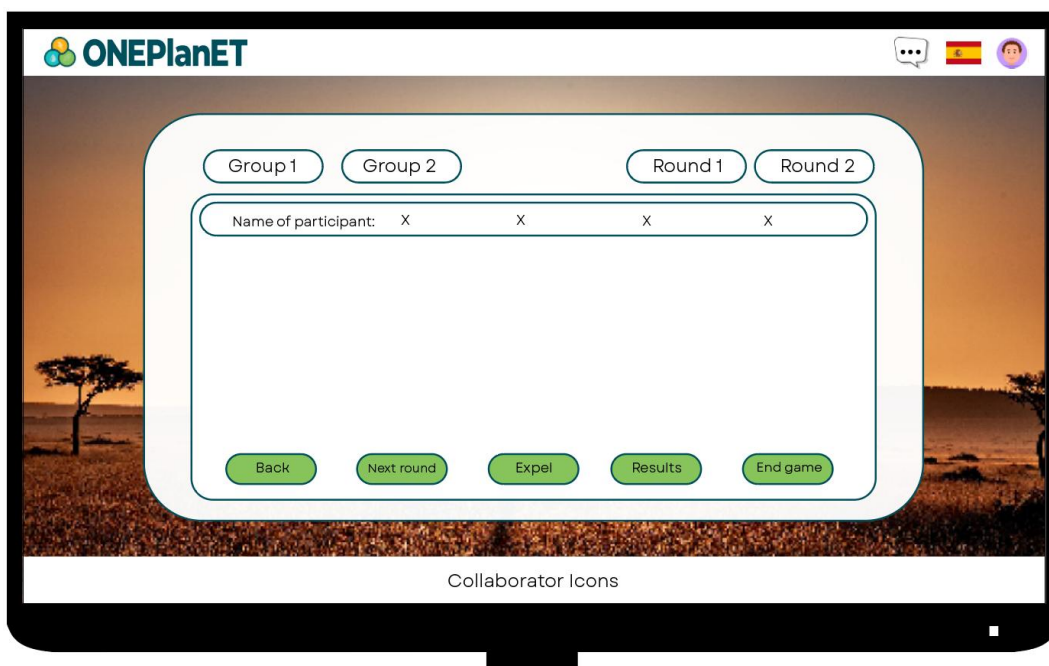 ONEPlanET
Group 1 Group 2 Round 1 Round 2
Name of participant: X X X X
Back Next round Expel Results End game
Collaborator Icons